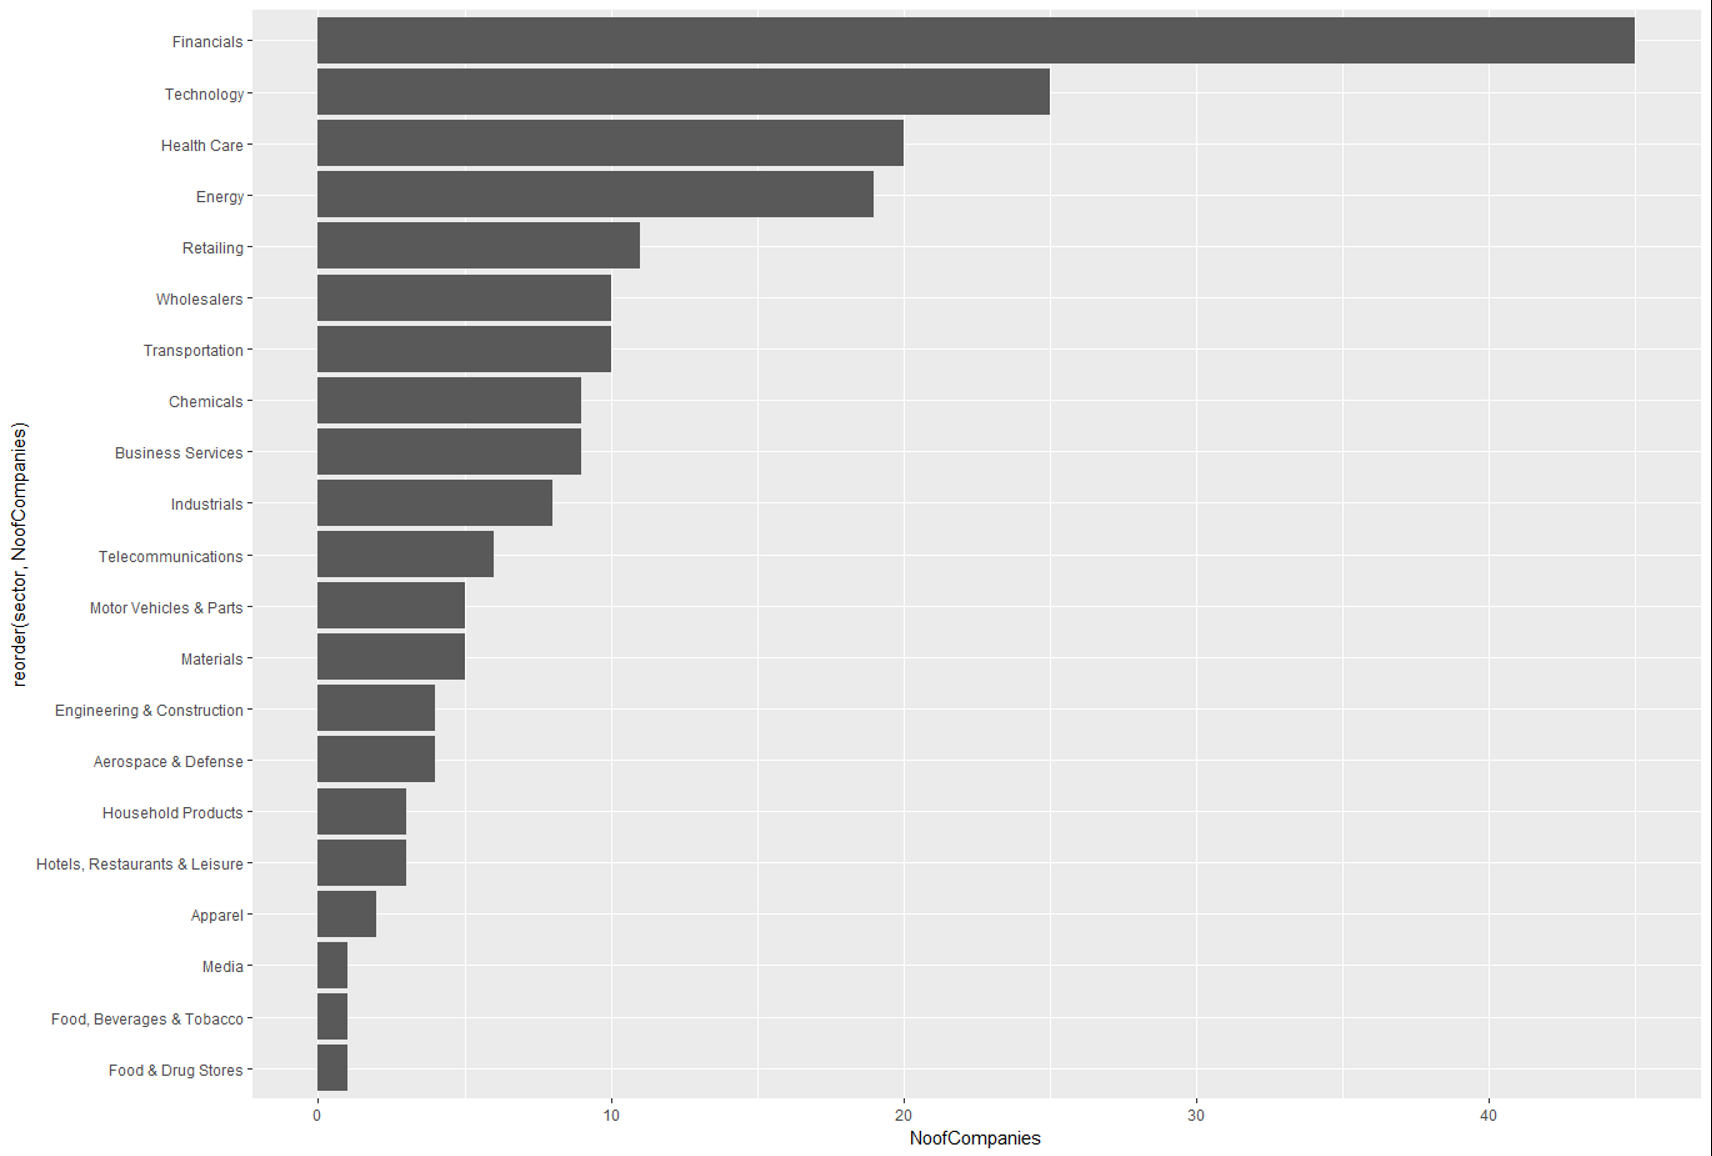 Financials
Technology
Health Care
Energy
Retailing
Wholesalers
Transportation
Chemicals
Business Services
Industrials
Telecommunications
Motor Vehicles & Parts
Materials
Engineering & Construction
Aerospace & Defense
Household Products
Hotels, Restaurants & Leisure
Apparel
Media
Food, Beverages & Tobacco
Food & Drug Stores
reorder(sector, NoofCompanies)
0 10 20 30 40
NoofCompanies